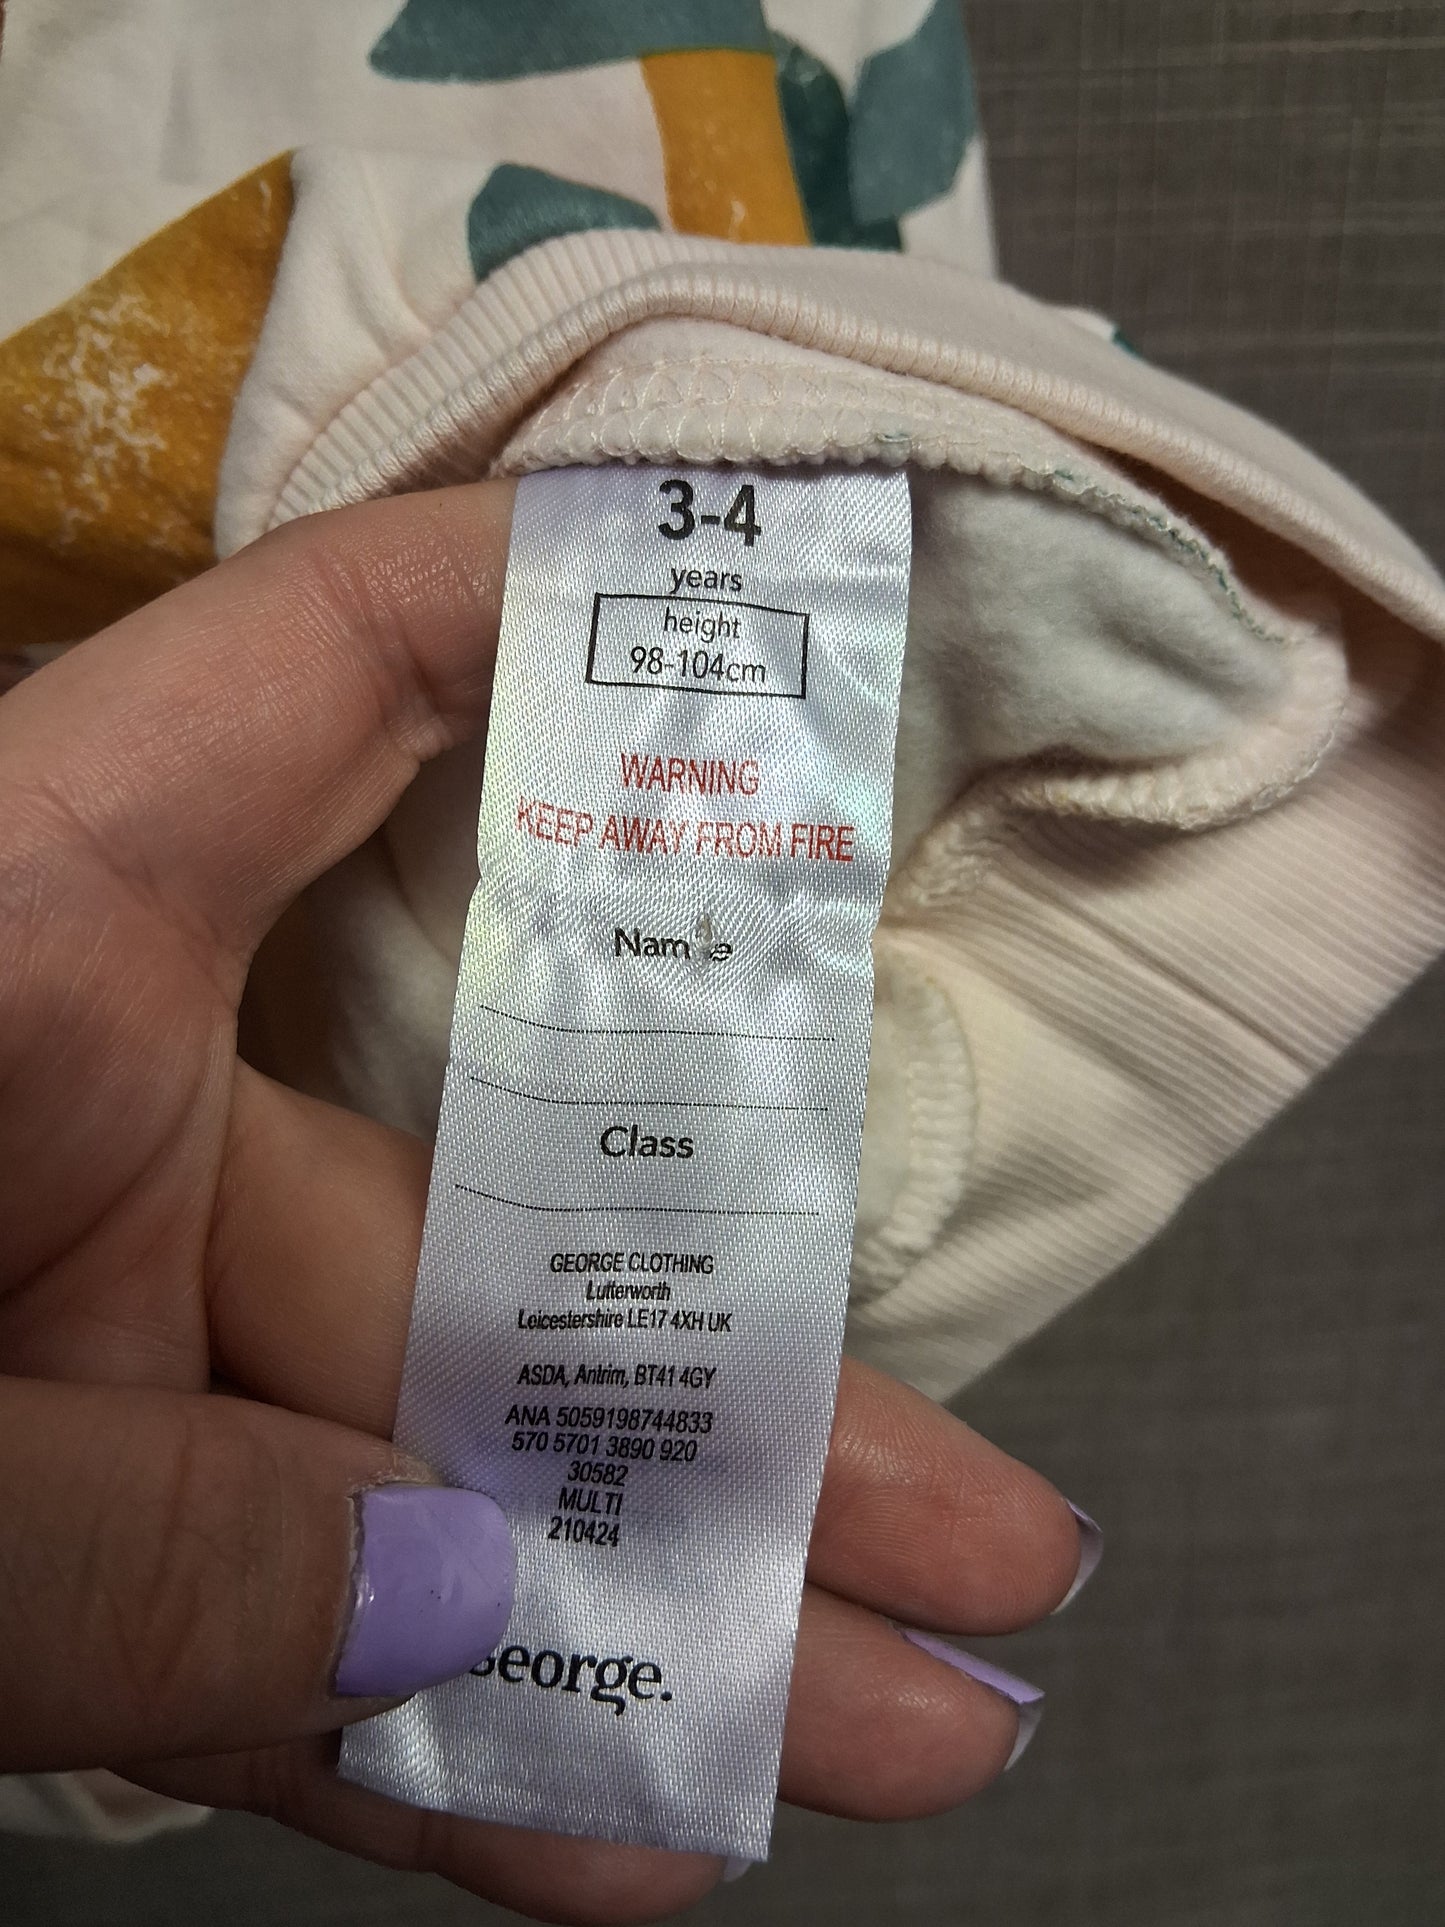 3-4
years
height
98-104cm
WARNING
KEEP AWAY FROM FIRE
Name
Class
GEORGE CLOTHING
Lutterworth
Leicestershire LE17 4XH UK
ASDA, Antrim, BT41 4GY
ANA 5059198744833
570 5701 3890 920
30582
MULTI
210424
George.